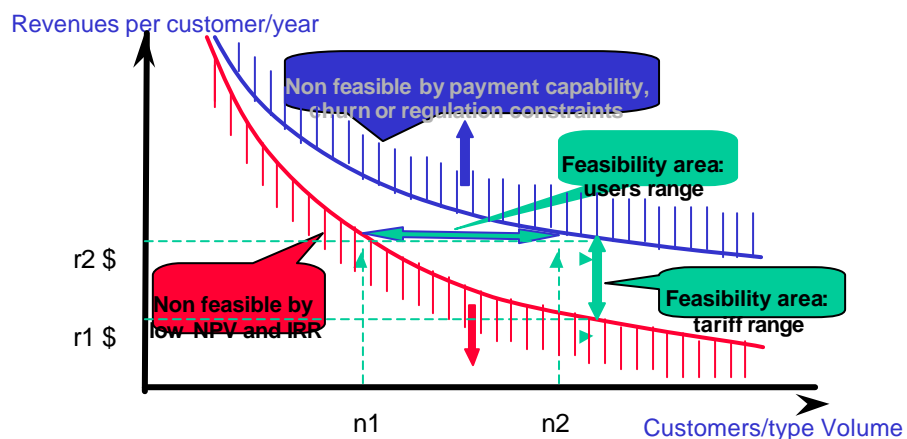 Revenues per customer/year
Non feasible by payment capability,
churn or regulation constraints
Feasibility area:
users range
r2 $
Non feasible by
low NPV and IRR
Feasibility area:
tariff range
r1 $
n1
n2
Customers/type Volume